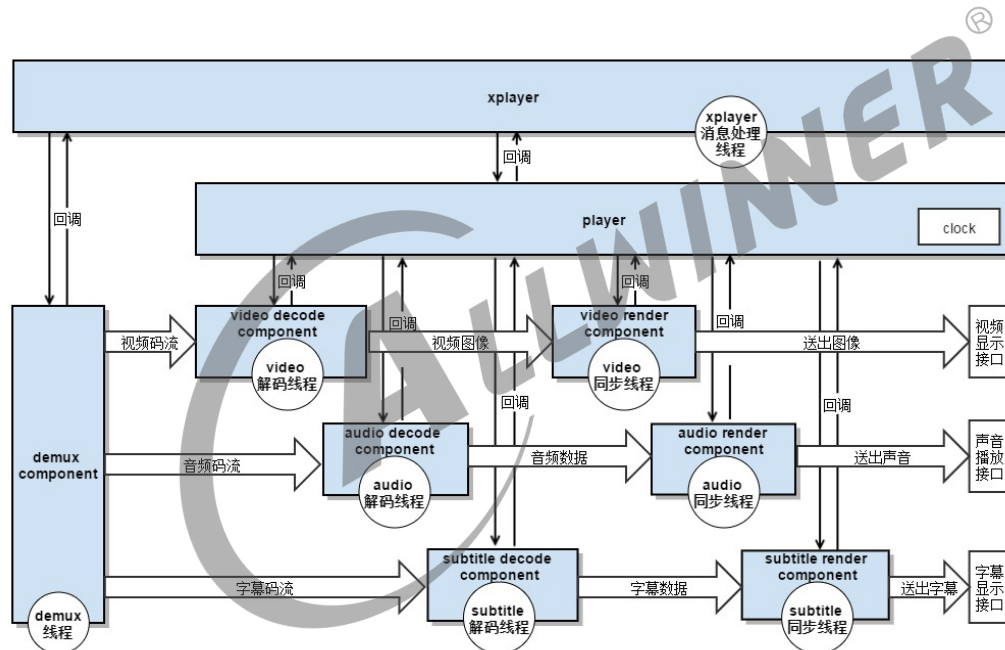 ®
ALLWINNER
xplayer
xplayer
消息处理
线程
回调
回调
player
clock
回调
回调
回调
回调
回调
回调
video decode
component
video
解码线程
视频码流
视频图像
video render
component
video
同步线程
送出图像
视频
显示
接口
demux
component
demux
线程
音频码流
audio decode
component
audio
解码线程
音频数据
audio render
component
audio
同步线程
送出声音
声音
播放
接口
字幕码流
subtitle decode
component
subtitle
解码线程
字幕数据
subtitle render
component
subtitle
同步线程
送出字幕
字幕
显示
接口